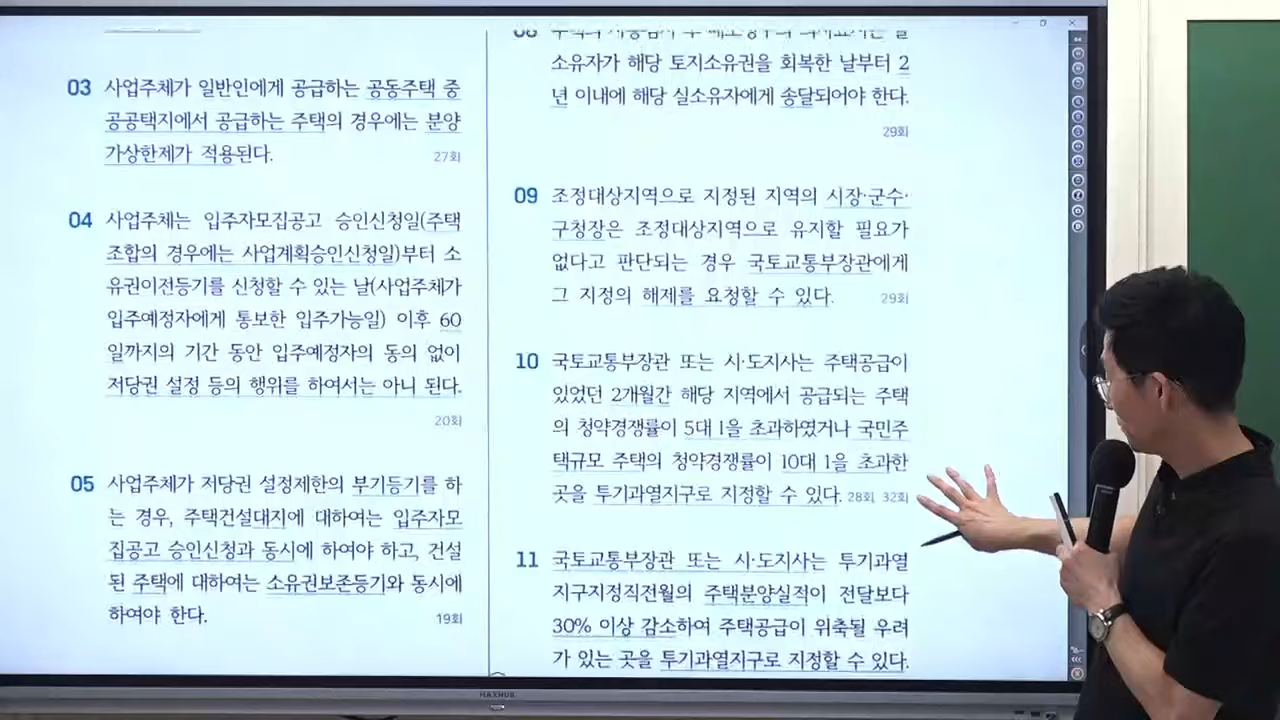 03 사업주체가 일반인에게 공급하는 공동주택 중
공공택지에서 공급하는 주택의 경우에는 분양
가상한제가 적용된다. 27회
04 사업주체는 입주자모집공고 승인신청일(주택
조합의 경우에는 사업계획승인신청일)부터 소
유권이전등기를 신청할 수 있는 날(사업주체가
입주예정자에게 통보한 입주가능일) 이후 60
일까지의 기간 동안 입주예정자의 동의 없이
저당권 설정 등의 행위를 하여서는 아니 된다.
20회
05 사업주체가 저당권 설정제한의 부기등기를 하
는 경우, 주택건설대지에 대하여는 입주자모
집공고 승인신청과 동시에 하여야 하고, 건설
된 주택에 대하여는 소유권보존등기와 동시에
하여야 한다. 19회
소유자가 해당 토지소유권을 회복한 날부터 2
년 이내에 해당 실소유자에게 송달되어야 한다.
29회
09 조정대상지역으로 지정된 지역의 시장·군수·
구청장은 조정대상지역으로 유지할 필요가
없다고 판단되는 경우 국토교통부장관에게
그 지정의 해제를 요청할 수 있다. 29회
10 국토교통부장관 또는 시·도지사는 주택공급이
있었던 2개월간 해당 지역에서 공급되는 주택
의 청약경쟁률이 5대 1을 초과하였거나 국민주
택규모 주택의 청약경쟁률이 10대 1을 초과한
곳을 투기과열지구로 지정할 수 있다. 28회 32회
11 국토교통부장관 또는 시·도지사는 투기과열
지구지정직전월의 주택분양실적이 전달보다
30% 이상 감소하여 주택공급이 위축될 우려
가 있는 곳을 투기과열지구로 지정할 수 있다.
MAXHUB